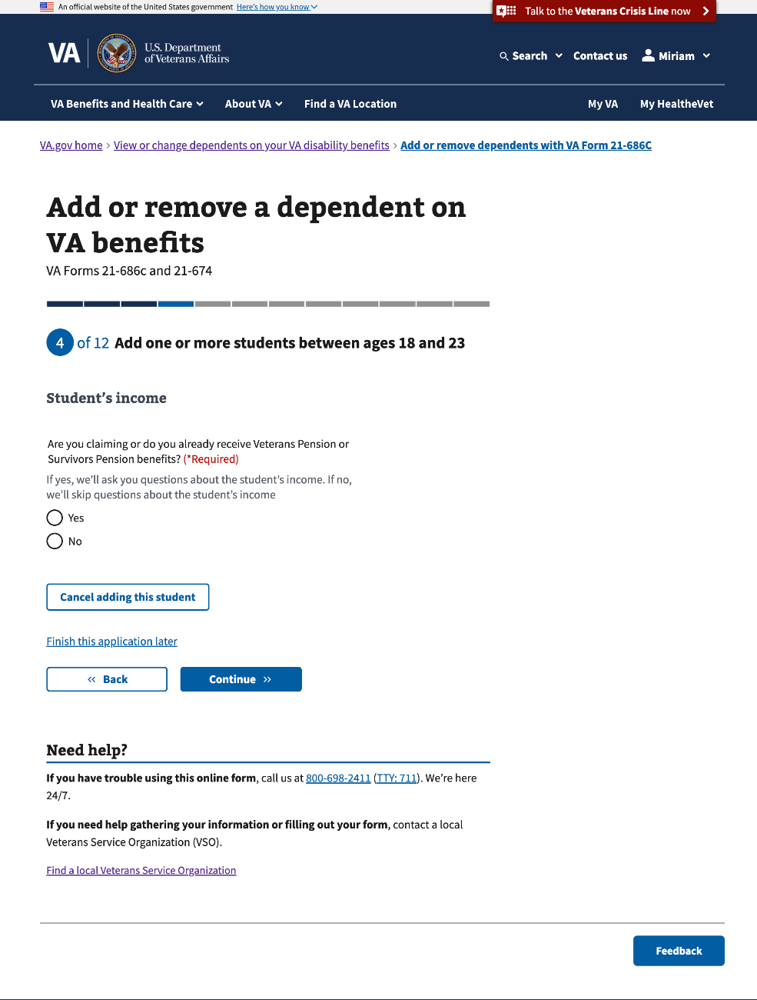 An official website of the United States government Here's how you know
Talk to the Veterans Crisis Line now
VA
U.S. Department
of Veterans Affairs
Search
Contact us
Miriam
VA Benefits and Health Care
About VA
Find a VA Location
My VA
My HealtheVet
VA.gov home › View or change dependents on your VA disability benefits › Add or remove dependents with VA Form 21-686C
Add or remove a dependent on
VA benefits
VA Forms 21-686c and 21-674
4 of 12 Add one or more students between ages 18 and 23
Student’s income
Are you claiming or do you already receive Veterans Pension or
Survivors Pension benefits? (*Required)
If yes, we’ll ask you questions about the student’s income. If no,
we’ll skip questions about the student’s income
Yes
No
Cancel adding this student
Finish this application later
« Back
Continue »
Need help?
If you have trouble using this online form, call us at 800-698-2411 (TTY: 711). We’re here
24/7.
If you need help gathering your information or filling out your form, contact a local
Veterans Service Organization (VSO).
Find a local Veterans Service Organization
Feedback